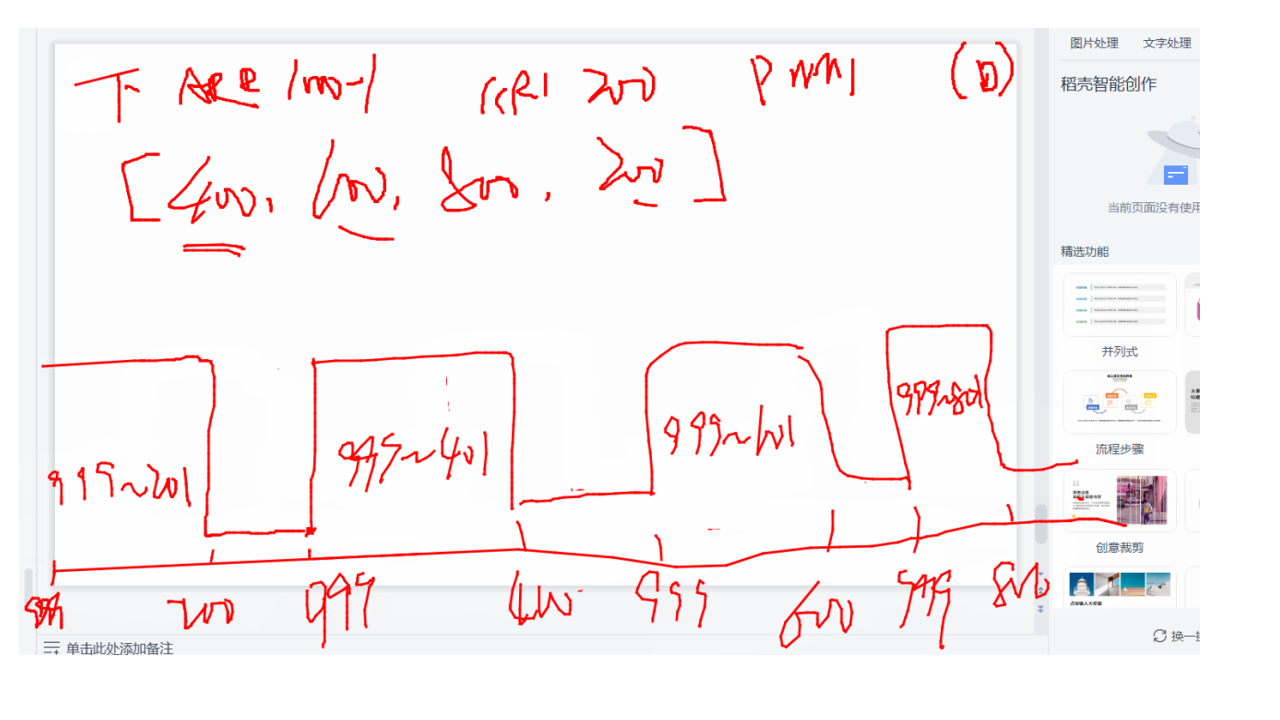 图片处理 文字处理
下 ARR 1000-1 CCR1 200 PWM1 (D)
稻壳智能创作
[400, 600, 800, 200]
当前页面没有使用
精选功能
并列式
999~201 999~401 999~601 999~801
流程步骤
创意裁剪
999 200 999 400 999 600 999 800
单击此处添加备注
换一